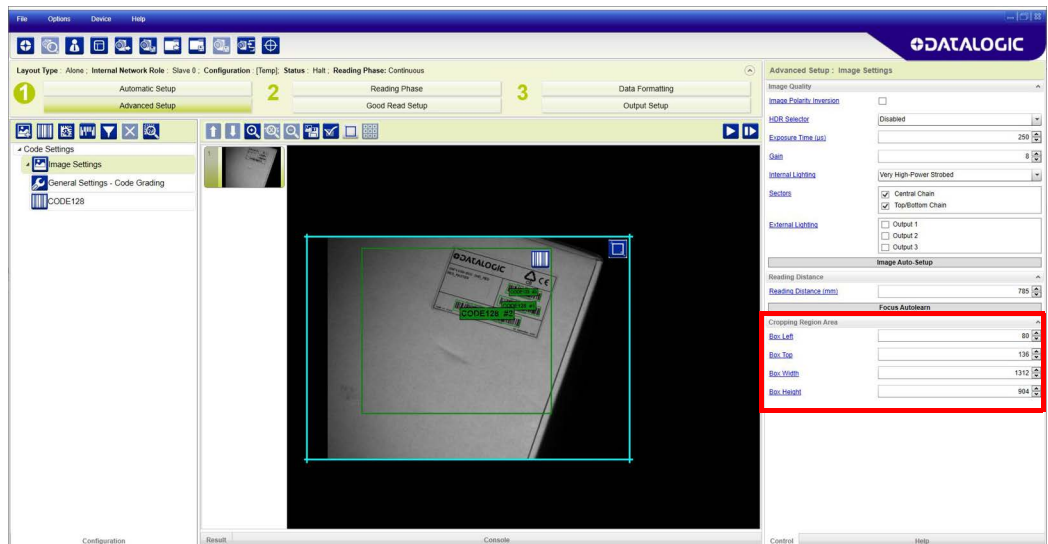 File Options Device Help
DATALOGIC
Layout Type : Alone ; Internal Network Role : Slave 0 ; Configuration : [Temp]; Status : Halt ; Reading Phase: Continuous
1 Automatic Setup 2 Reading Phase 3 Data Formatting
Advanced Setup Good Read Setup Output Setup
Code Settings
Image Settings
General Settings - Code Grading
CODE128
1
DATALOGIC
CE
CODE128 #2
Advanced Setup : Image Settings
Image Quality
Image Polarity Inversion
HDR Selector Disabled
Exposure Time (us) 250
Gain 8
Internal Lighting Very High-Power Strobed
Sectors Central Chain
Top/Bottom Chain
External Lighting Output 1
Output 2
Output 3
Image Auto-Setup
Reading Distance
Reading Distance (mm) 785
Focus Autolearn
Cropping Region Area
Box Left 80
Box Top 136
Box Width 1312
Box Height 904
Configuration Result Console Control Help